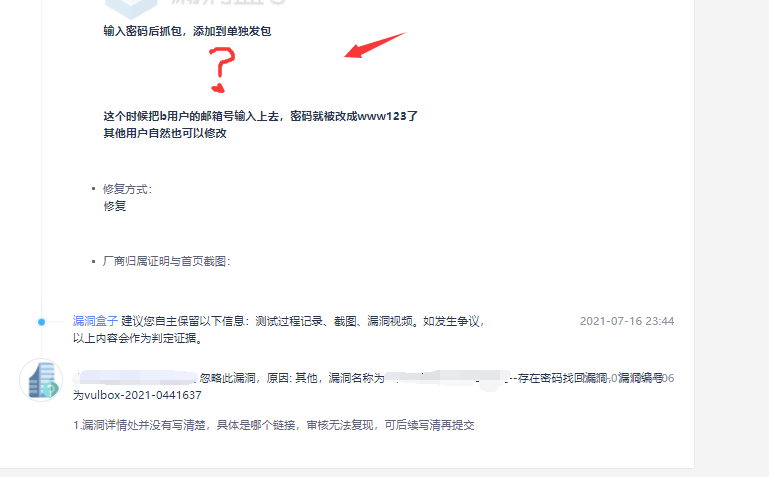 输入密码后抓包，添加到单独发包
?
这个时候把b用户的邮箱号输入上去，密码就被改成www123了
其他用户自然也可以修改
• 修复方式：
修复
• 厂商归属证明与首页截图：
漏洞盒子 建议您自主保留以下信息：测试过程记录、截图、漏洞视频。如发生争议， 2021-07-16 23:44
以上内容会作为判定证据。
忽略此漏洞，原因: 其他，漏洞名称为 --存在密码找回漏洞，漏洞编号
为vulbox-2021-0441637
1.漏洞详情处并没有写清楚，具体是哪个链接，审核无法复现，可后续写清再提交